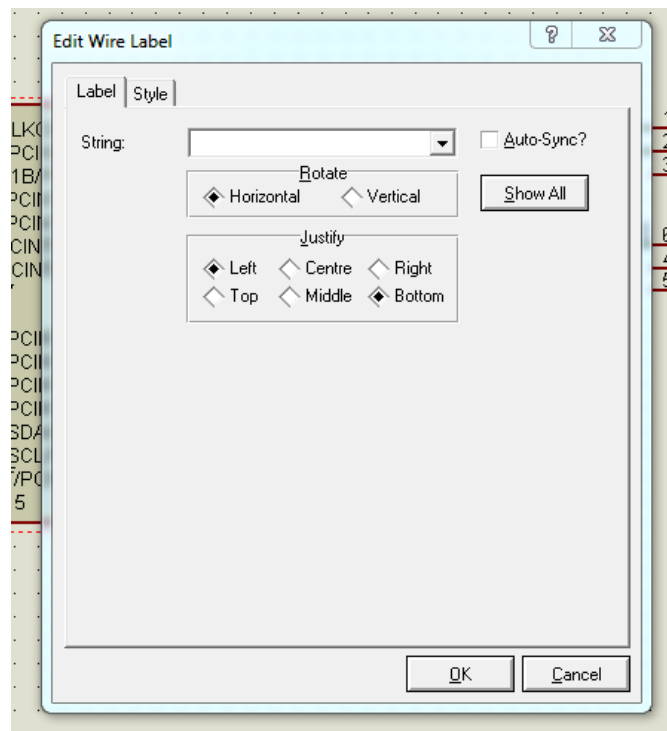 Edit Wire Label
Label Style
String: Auto-Sync?
Rotate
Horizontal Vertical Show All
Justify
Left Centre Right
Top Middle Bottom
5
OK Cancel